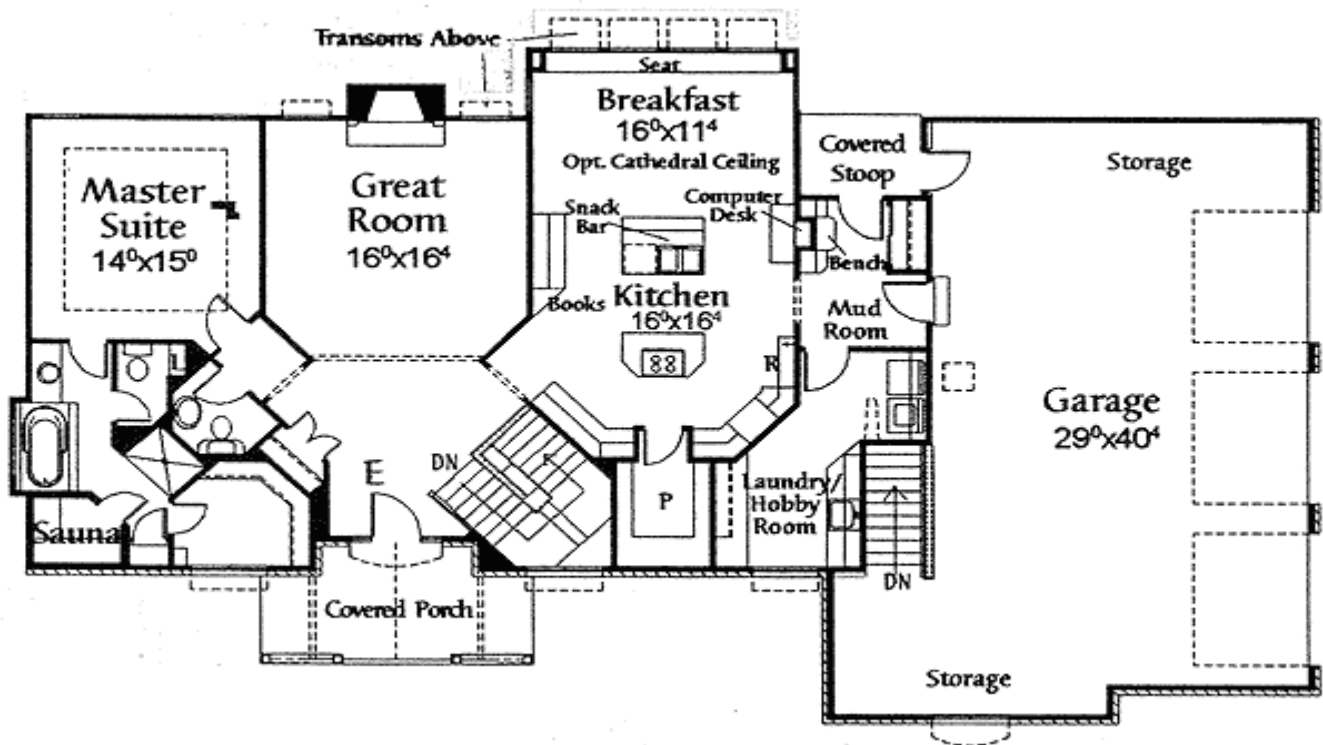 Transoms Above
Seat
Breakfast
16⁰x11⁴
Opt. Cathedral Ceiling
Covered
Stoop
Storage
Master
Suite
14⁰x15⁰
Great
Room
16⁰x16⁴
Snack
Bar
Computer
Desk
Bench
Books
Kitchen
16⁰x16⁴
Mud
Room
R
Garage
29⁰x40⁴
DN
E
P
Laundry/
Hobby
Room
Sauna
DN
Covered Porch
Storage